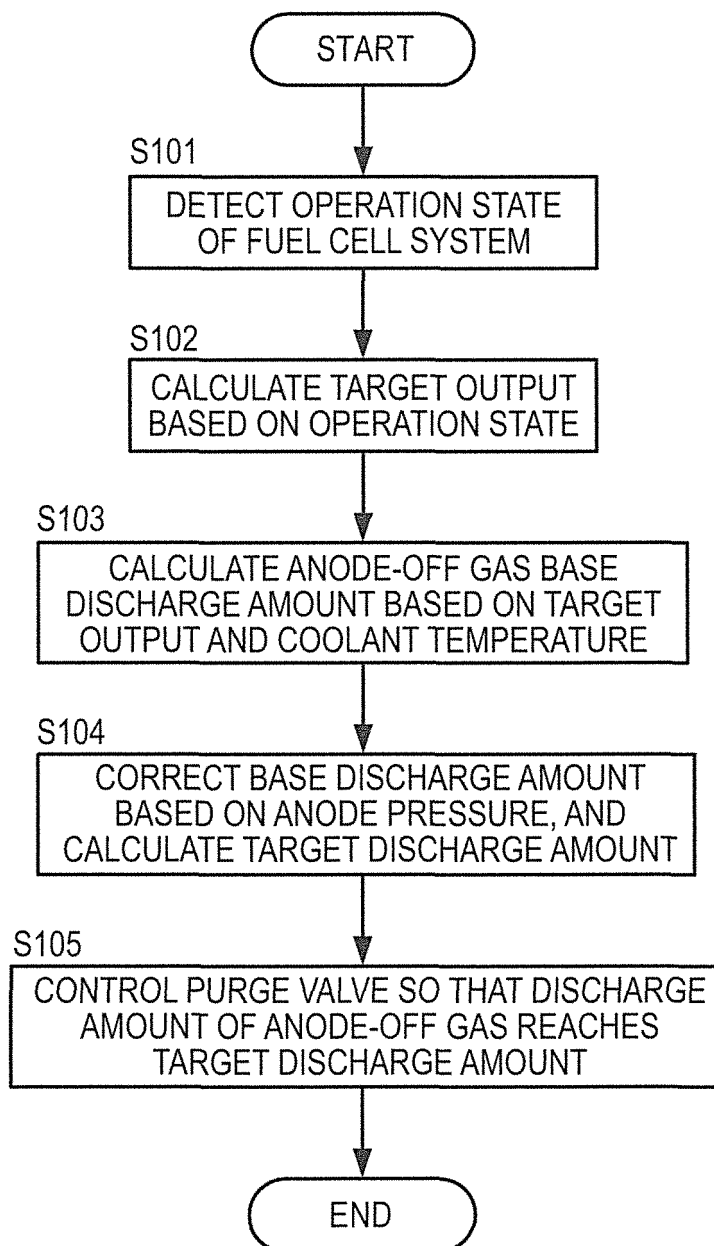 START
S101
DETECT OPERATION STATE
OF FUEL CELL SYSTEM
S102
CALCULATE TARGET OUTPUT
BASED ON OPERATION STATE
S103
CALCULATE ANODE-OFF GAS BASE
DISCHARGE AMOUNT BASED ON TARGET
OUTPUT AND COOLANT TEMPERATURE
S104
CORRECT BASE DISCHARGE AMOUNT
BASED ON ANODE PRESSURE, AND
CALCULATE TARGET DISCHARGE AMOUNT
S105
CONTROL PURGE VALVE SO THAT DISCHARGE
AMOUNT OF ANODE-OFF GAS REACHES
TARGET DISCHARGE AMOUNT
END